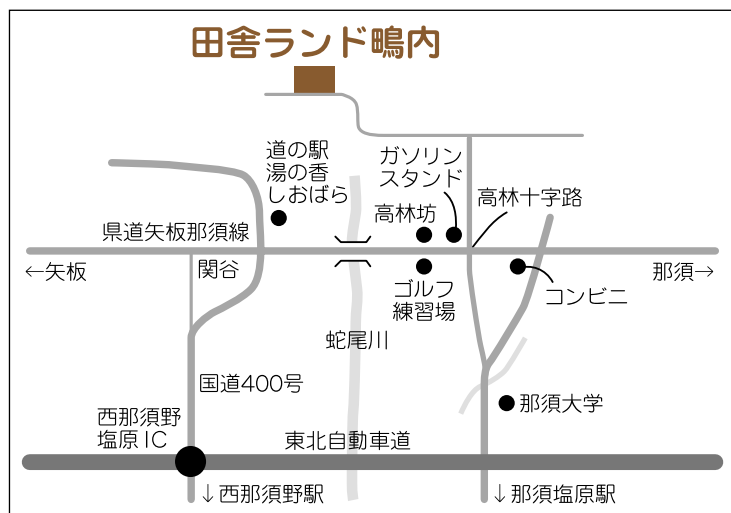 田舎ランド鴫内
道の駅
湯の香
しおばら
ガソリン
スタンド
高林坊
高林十字路
県道矢板那須線
←矢板
関谷
那須→
ゴルフ
練習場
コンビニ
蛇尾川
国道400号
那須大学
西那須野
塩原IC
東北自動車道
↓西那須野駅
↓那須塩原駅